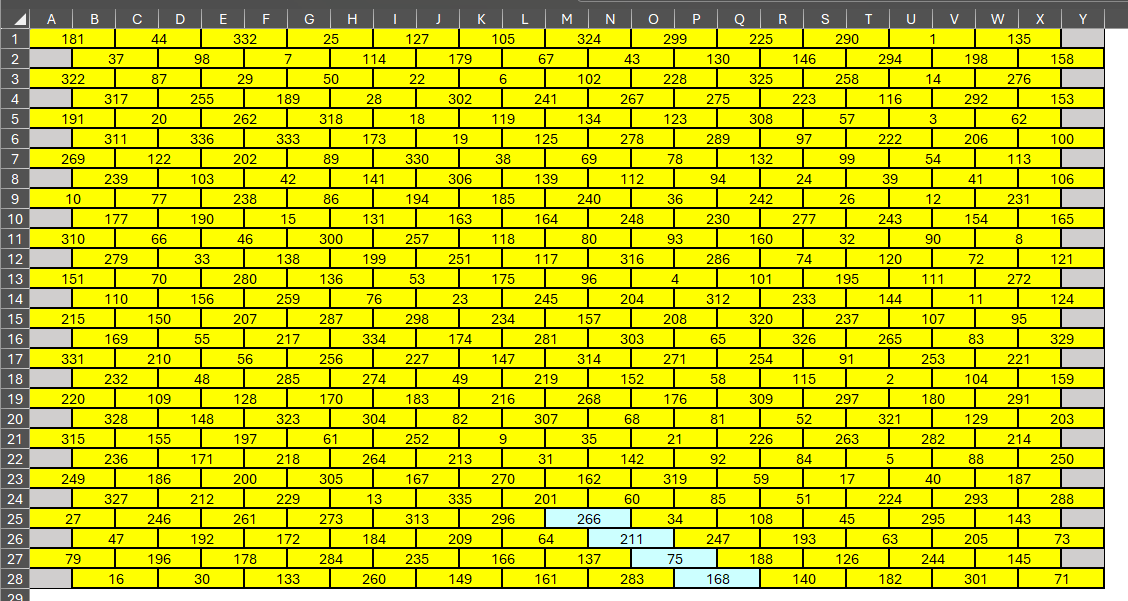 A B C D E F G H I J K L M N O P Q R S T U V W X Y
1 181 44 332 25 127 105 324 299 225 290 1 135
2 37 98 7 114 179 67 43 130 146 294 198 158
3 322 87 29 50 22 6 102 228 325 258 14 276
4 317 255 189 28 302 241 267 275 223 116 292 153
5 191 20 262 318 18 119 134 123 308 57 3 62
6 311 336 333 173 19 125 278 289 97 222 206 100
7 269 122 202 89 330 38 69 78 132 99 54 113
8 239 103 42 141 306 139 112 94 24 39 41 106
9 10 77 238 86 194 185 240 36 242 26 12 231
10 177 190 15 131 163 164 248 230 277 243 154 165
11 310 66 46 300 257 118 80 93 160 32 90 8
12 279 33 138 199 251 117 316 286 74 120 72 121
13 151 70 280 136 53 175 96 4 101 195 111 272
14 110 156 259 76 23 245 204 312 233 144 11 124
15 215 150 207 287 298 234 157 208 320 237 107 95
16 169 55 217 334 174 281 303 65 326 265 83 329
17 331 210 56 256 227 147 314 271 254 91 253 221
18 232 48 285 274 49 219 152 58 115 2 104 159
19 220 109 128 170 183 216 268 176 309 297 180 291
20 328 148 323 304 82 307 68 81 52 321 129 203
21 315 155 197 61 252 9 35 21 226 263 282 214
22 236 171 218 264 213 31 142 92 84 5 88 250
23 249 186 200 305 167 270 162 319 59 17 40 187
24 327 212 229 13 335 201 60 85 51 224 293 288
25 27 246 261 273 313 296 266 34 108 45 295 143
26 47 192 172 184 209 64 211 247 193 63 205 73
27 79 196 178 284 235 166 137 75 188 126 244 145
28 16 30 133 260 149 161 283 168 140 182 301 71
29